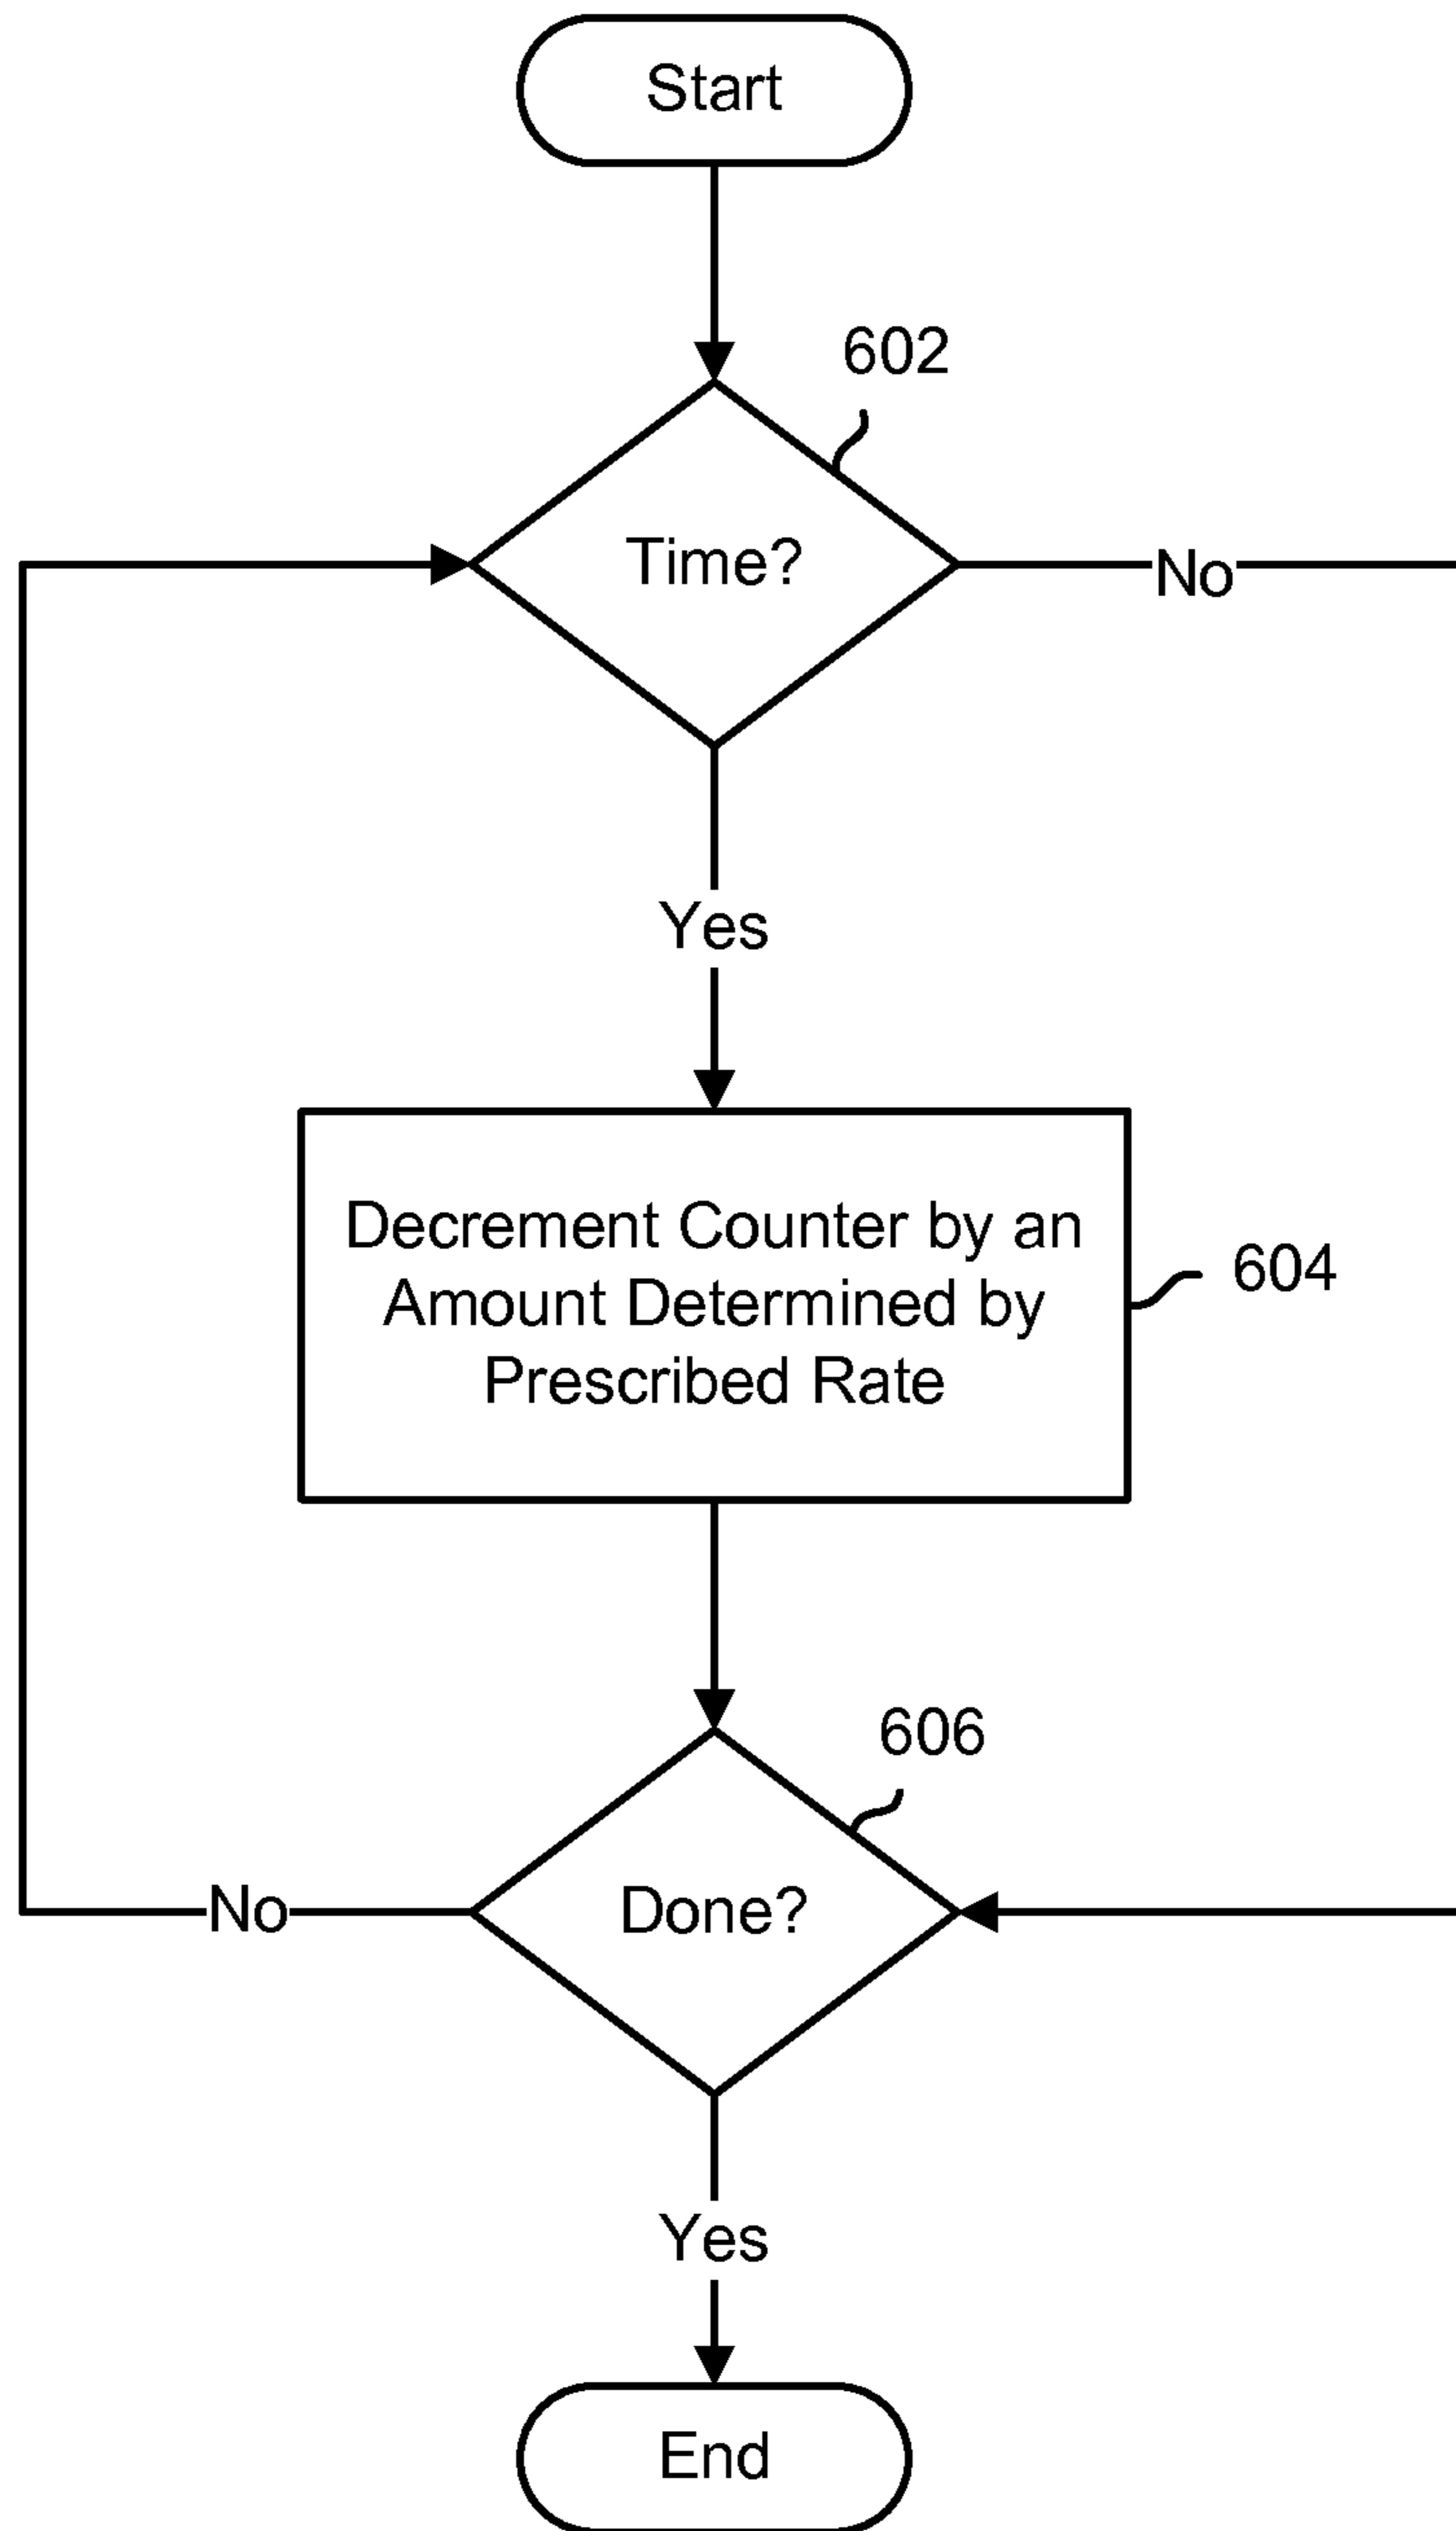 Start
602
Time?
No
Yes
Decrement Counter by an
Amount Determined by
Prescribed Rate
604
606
Done?
No
Yes
End